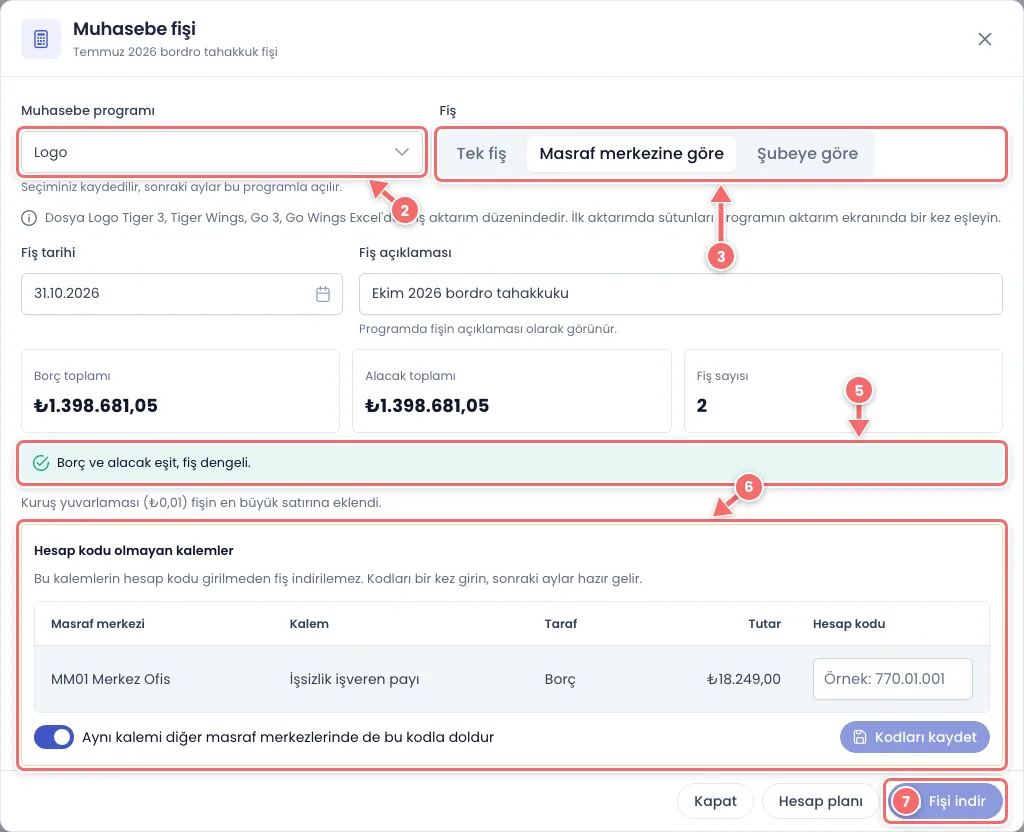 Muhasebe fişi
Temmuz 2026 bordro tahakkuk fişi
Muhasebe programı
Fiş
Logo
Tek fiş
Masraf merkezine göre
Şubeye göre
Seçiminiz kaydedilir, sonraki aylar bu programla açılır.
2
Dosya Logo Tiger 3, Tiger Wings, Go 3, Go Wings Excel'd aktarım düzenindedir. İlk aktarımda sütunları programın aktarım ekranında bir kez eşleyin.
3
Fiş tarihi
Fiş açıklaması
31.10.2026
Ekim 2026 bordro tahakkuku
Programda fişin açıklaması olarak görünür.
Borç toplamı
₺1.398.681,05
Alacak toplamı
₺1.398.681,05
Fiş sayısı
2
5
Borç ve alacak eşit, fiş dengeli.
Kuruş yuvarlaması (₺0,01) fişin en büyük satırına eklendi.
6
Hesap kodu olmayan kalemler
Bu kalemlerin hesap kodu girilmeden fiş indirilemez. Kodları bir kez girin, sonraki aylar hazır gelir.
Masraf merkezi Kalem Taraf Tutar Hesap kodu
MM01 Merkez Ofis İşsizlik işveren payı Borç ₺18.249,00 Örnek: 770.01.001
Aynı kalemi diğer masraf merkezlerinde de bu kodla doldur
Kodları kaydet
Kapat
Hesap planı
7
Fişi indir